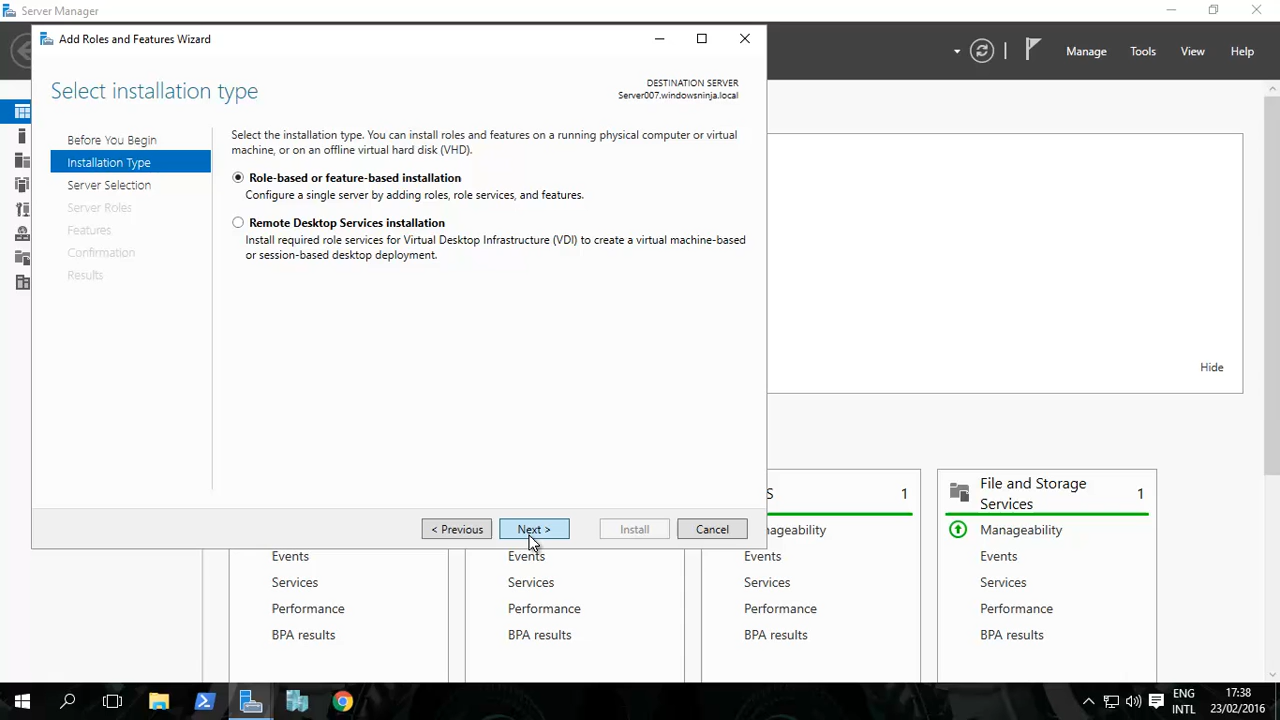 Server Manager
Add Roles and Features Wizard
Manage
Tools
View
Help
Select installation type
DESTINATION SERVER
Server007.windowsninja.local
Before You Begin
Installation Type
Server Selection
Server Roles
Features
Confirmation
Results
Select the installation type. You can install roles and features on a running physical computer or virtual
machine, or on an offline virtual hard disk (VHD).
Role-based or feature-based installation
Configure a single server by adding roles, role services, and features.
Remote Desktop Services installation
Install required role services for Virtual Desktop Infrastructure (VDI) to create a virtual machine-based
or session-based desktop deployment.
< Previous
Next >
Install
Cancel
Hide
Events
Services
Performance
BPA results
Events
Services
Performance
BPA results
S
1
nageability
Events
Services
Performance
BPA results
File and Storage
Services
1
Manageability
Events
Services
Performance
BPA results
ENG
INTL
17:38
23/02/2016